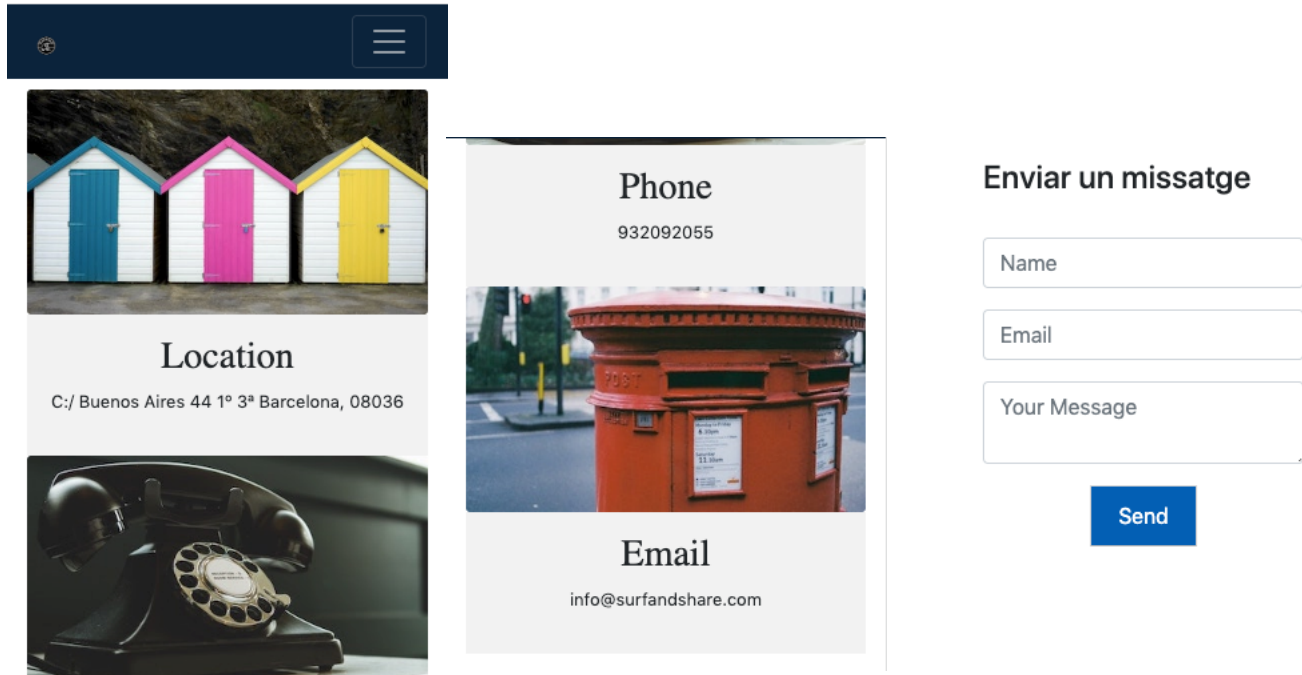 Location
C:/ Buenos Aires 44 1º 3ª Barcelona, 08036
Phone
932092055
POST
Email
info@surfandshare.com
Enviar un missatge
Name
Email
Your Message
Send